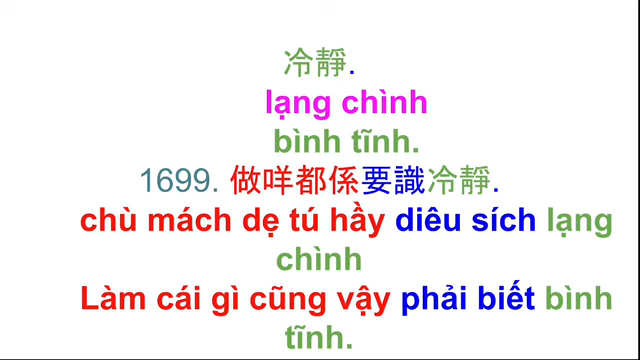 冷靜.
lạng chình
bình tĩnh.
1699. 做咩都係要識冷靜.
chù mách dẹ tú hầy diêu sích lạng
chình
Làm cái gì cũng vậy phải biết bình
tĩnh.